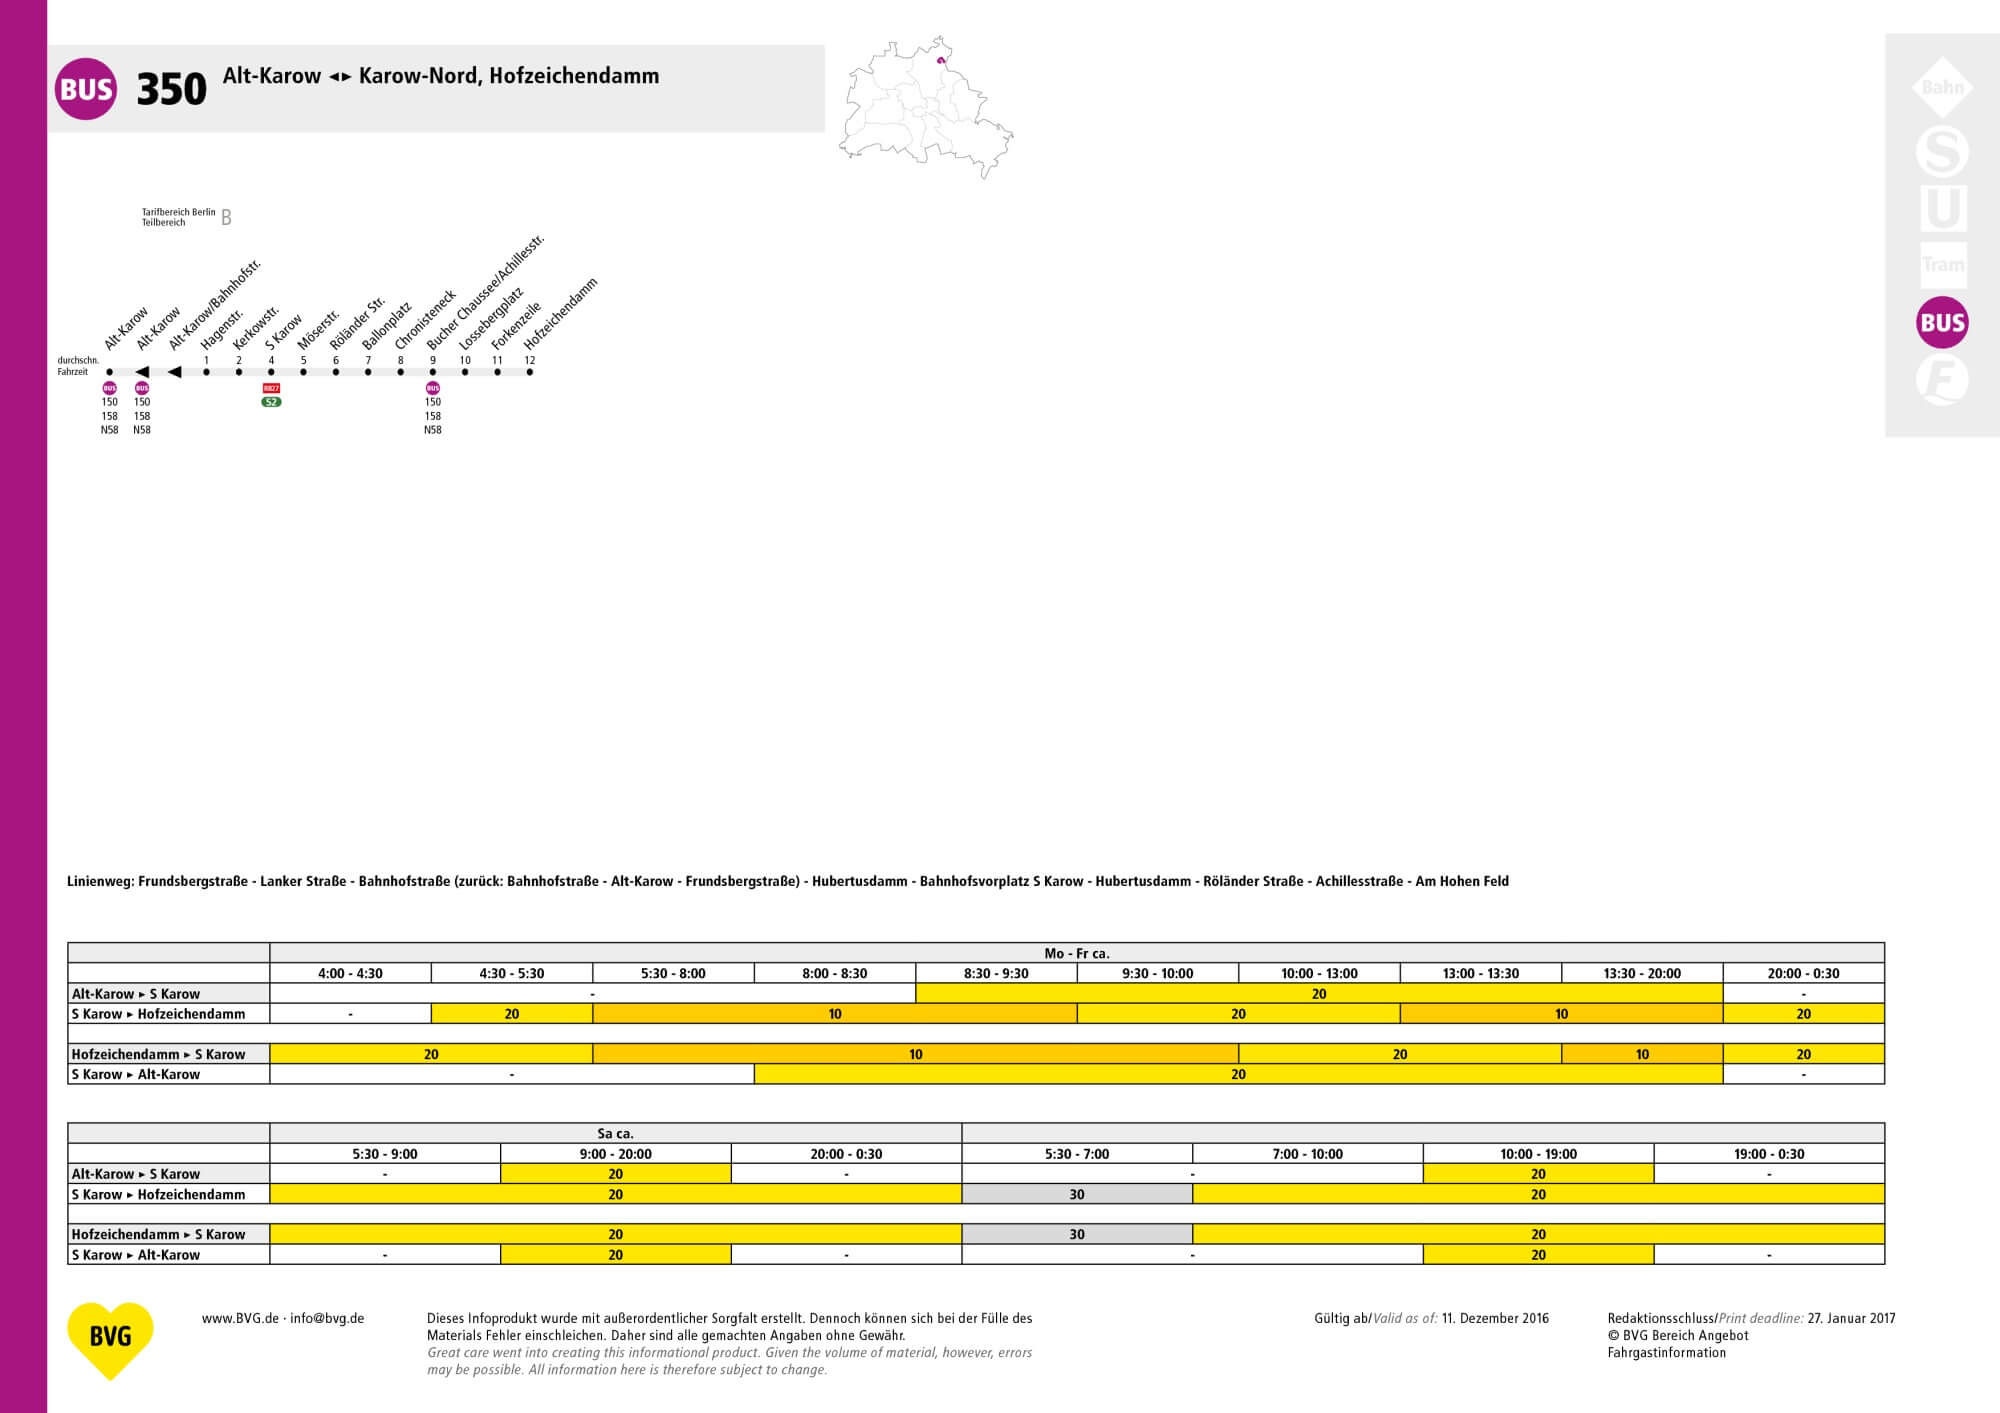 BUS 350 Alt-Karow ◄► Karow-Nord, Hofzeichendamm
Bahn
S
U
Tram
BUS
F
Tarifbereich Berlin B
Teilbereich
Alt-Karow
Alt-Karow
Alt-Karow/Bahnhofstr.
Hagenstr.
Kerkowstr.
S Karow
Möserstr.
Röländer Str.
Ballonplatz
Chronisteneck
Bucher Chaussee/Achillesstr.
Lossebergplatz
Forkenzeile
Hofzeichendamm
durchschn. 1 2 4 5 6 7 8 9 10 11 12
Fahrzeit
BUS BUS RB27 BUS
150 150 S2 150
158 158 158
N58 N58 N58
Linienweg: Frundsbergstraße - Lanker Straße - Bahnhofstraße (zurück: Bahnhofstraße - Alt-Karow - Frundsbergstraße) - Hubertusdamm - Bahnhofsvorplatz S Karow - Hubertusdamm - Röländer Straße - Achillesstraße - Am Hohen Feld
Mo - Fr ca.
4:00 - 4:30 4:30 - 5:30 5:30 - 8:00 8:00 - 8:30 8:30 - 9:30 9:30 - 10:00 10:00 - 13:00 13:00 - 13:30 13:30 - 20:00 20:00 - 0:30
Alt-Karow ► S Karow - 20 -
S Karow ► Hofzeichendamm - 20 10 20 10 20
Hofzeichendamm ► S Karow 20 10 20 10 20
S Karow ► Alt-Karow - 20 -
Sa ca.
5:30 - 9:00 9:00 - 20:00 20:00 - 0:30 5:30 - 7:00 7:00 - 10:00 10:00 - 19:00 19:00 - 0:30
Alt-Karow ► S Karow - 20 - - 20 -
S Karow ► Hofzeichendamm 20 30 20
Hofzeichendamm ► S Karow 20 30 20
S Karow ► Alt-Karow - 20 - - 20 -
BVG
www.BVG.de · info@bvg.de
Dieses Infoprodukt wurde mit außerordentlicher Sorgfalt erstellt. Dennoch können sich bei der Fülle des
Materials Fehler einschleichen. Daher sind alle gemachten Angaben ohne Gewähr.
Great care went into creating this informational product. Given the volume of material, however, errors
may be possible. All information here is therefore subject to change.
Gültig ab/Valid as of: 11. Dezember 2016
Redaktionsschluss/Print deadline: 27. Januar 2017
© BVG Bereich Angebot
Fahrgastinformation